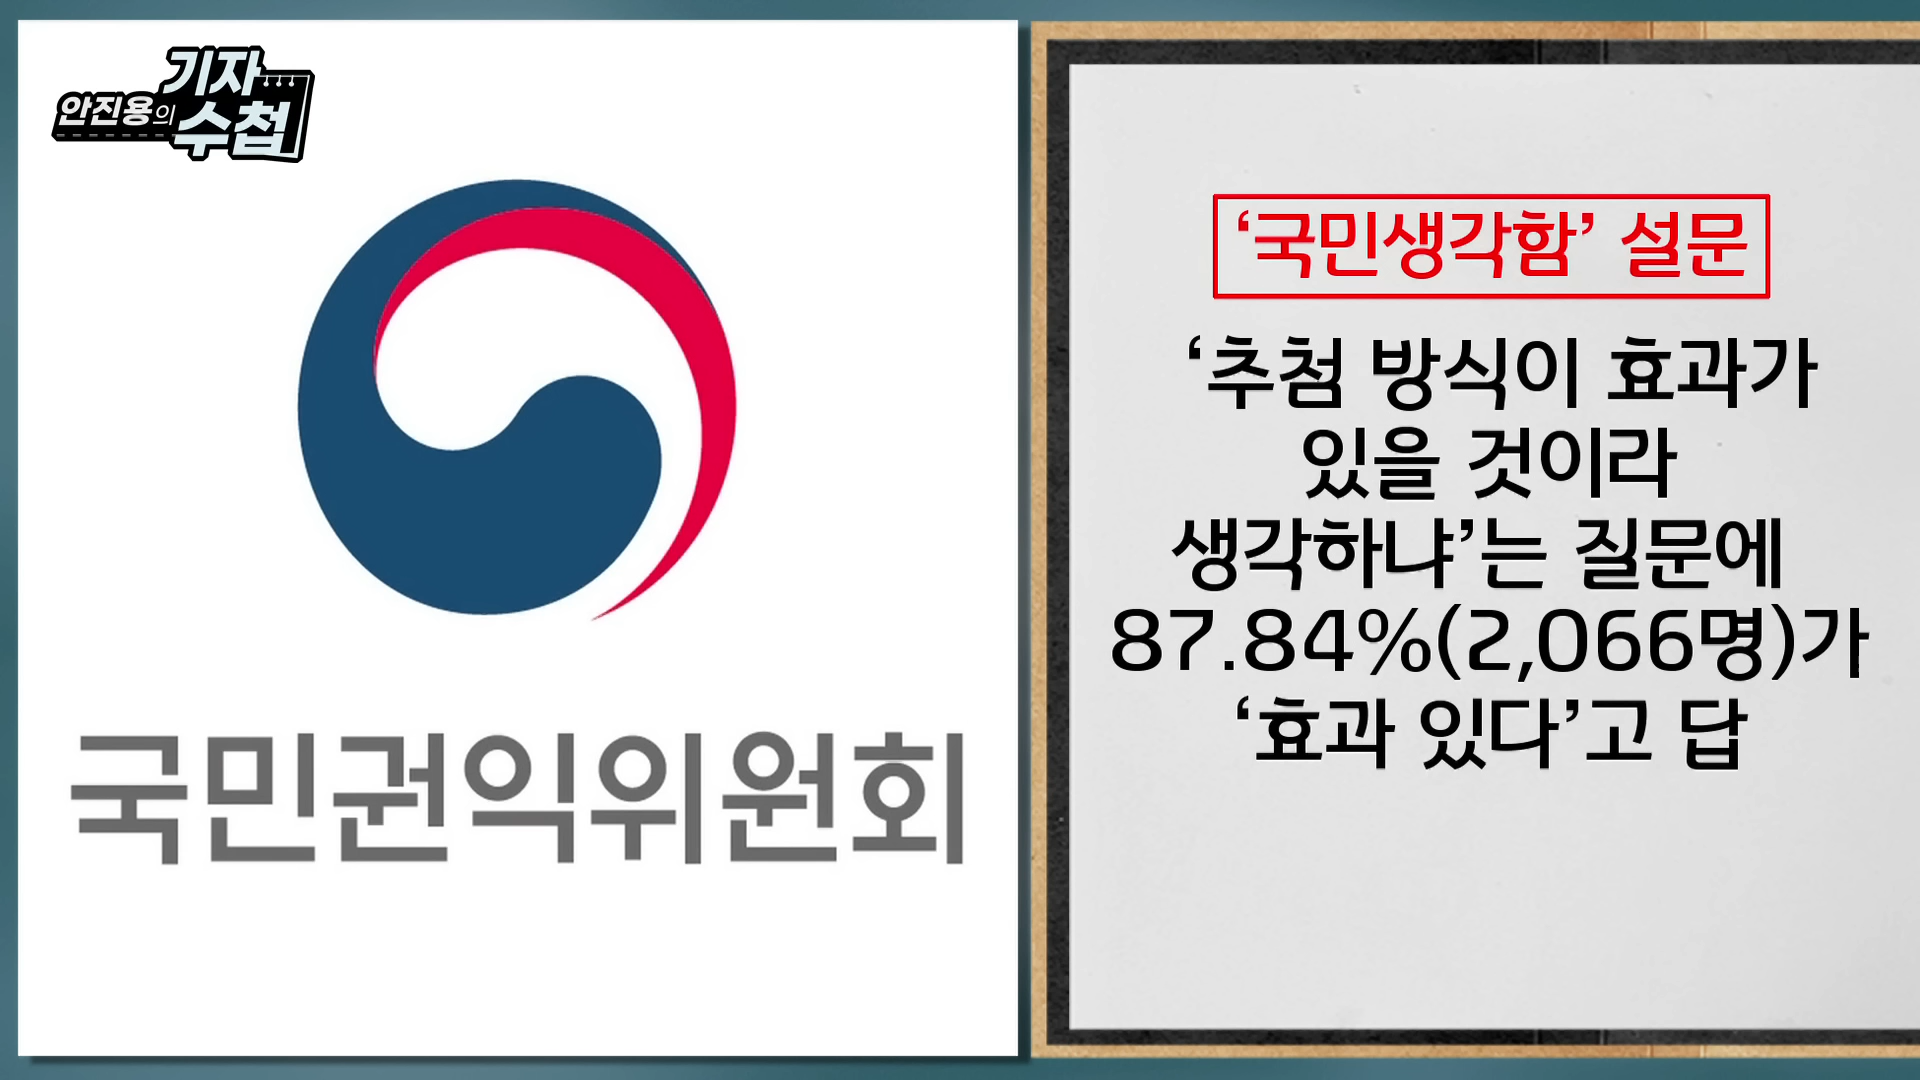 안진용의
기자
수첩
국민권익위원회
‘국민생각함’ 설문
‘추첨 방식이 효과가
있을 것이라
생각하냐’는 질문에
87.84%(2,066명)가
‘효과 있다’고 답